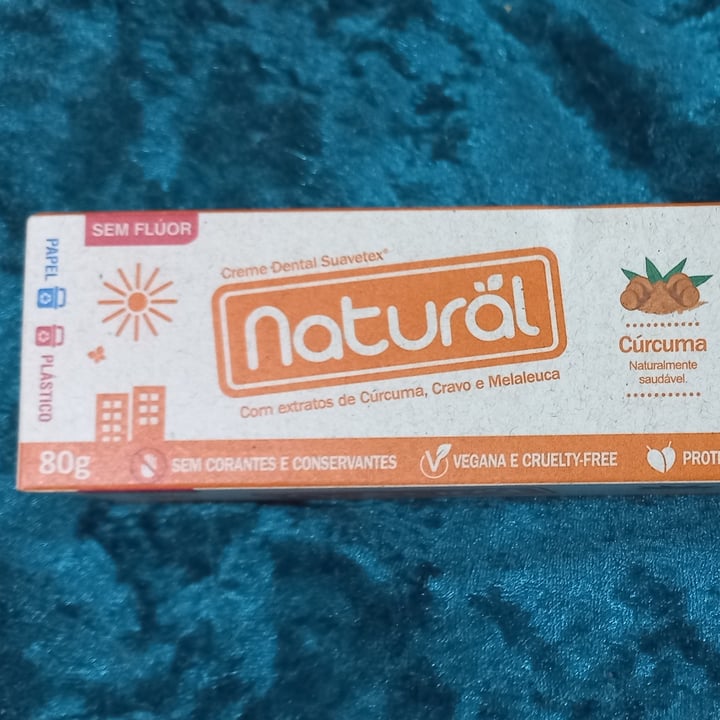 SEM FLÚOR
PAPEL
PLÁSTICO
Creme Dental Suavetex®
Naturäl
Com extratos de Cúrcuma, Cravo e Melaleuca
Cúrcuma
Naturalmente
saudável.
80g
SEM CORANTES E CONSERVANTES
VEGANA E CRUELTY-FREE